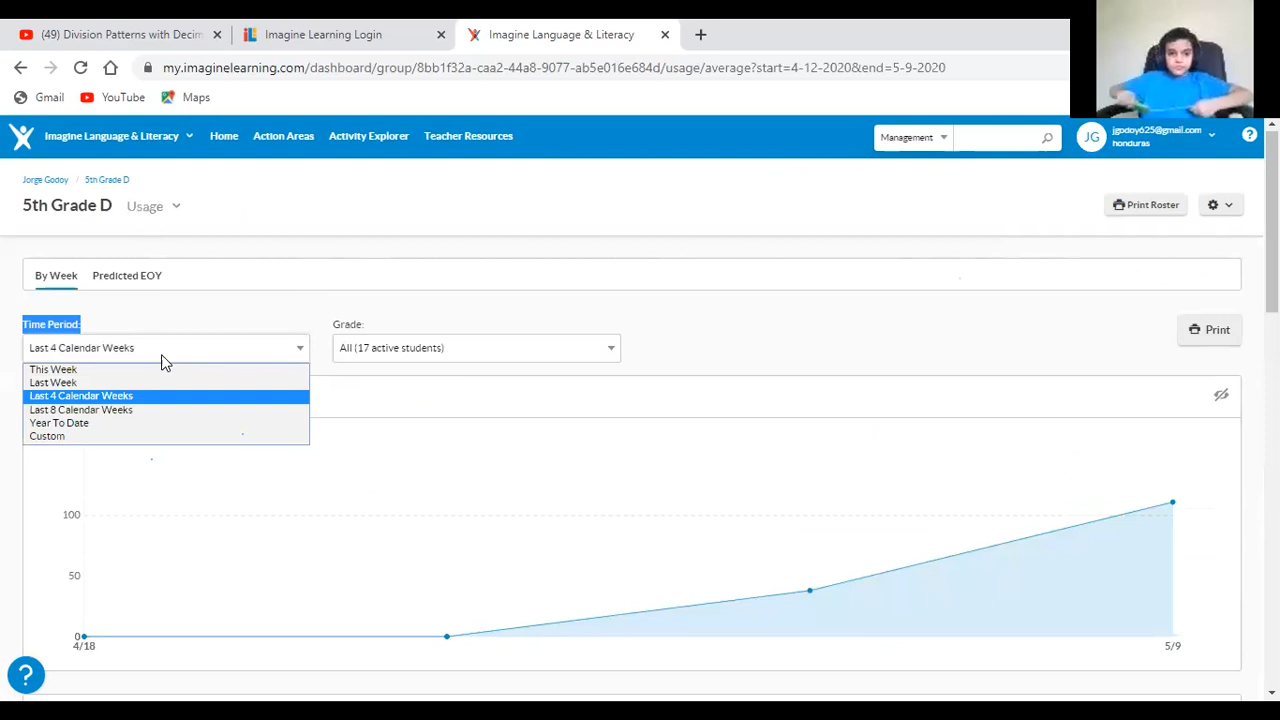 (49) Division Patterns with Decim
Imagine Learning Login
Imagine Language & Literacy
my.imaginelearning.com/dashboard/group/8bb1f32-eaa2-44a8-9077-ab5e016e684d/usage/average?start=4-12-2020&end=5-9-2020
Gmail
YouTube
Maps
Imagine Language & Literacy
Home
Action Areas
Activity Explorer
Teacher Resources
Management
JG
jgodoy625@gmail.com
honduras
?
Jorge Godoy / 5th Grade D
5th Grade D
Usage
Print Roster
By Week
Predicted EOY
Time Period:
Grade:
Last 4 Calendar Weeks
All (17 active students)
Print
This Week
Last Week
Last 4 Calendar Weeks
Last 8 Calendar Weeks
Year To Date
Custom
100
50
0
4/18
5/9
?